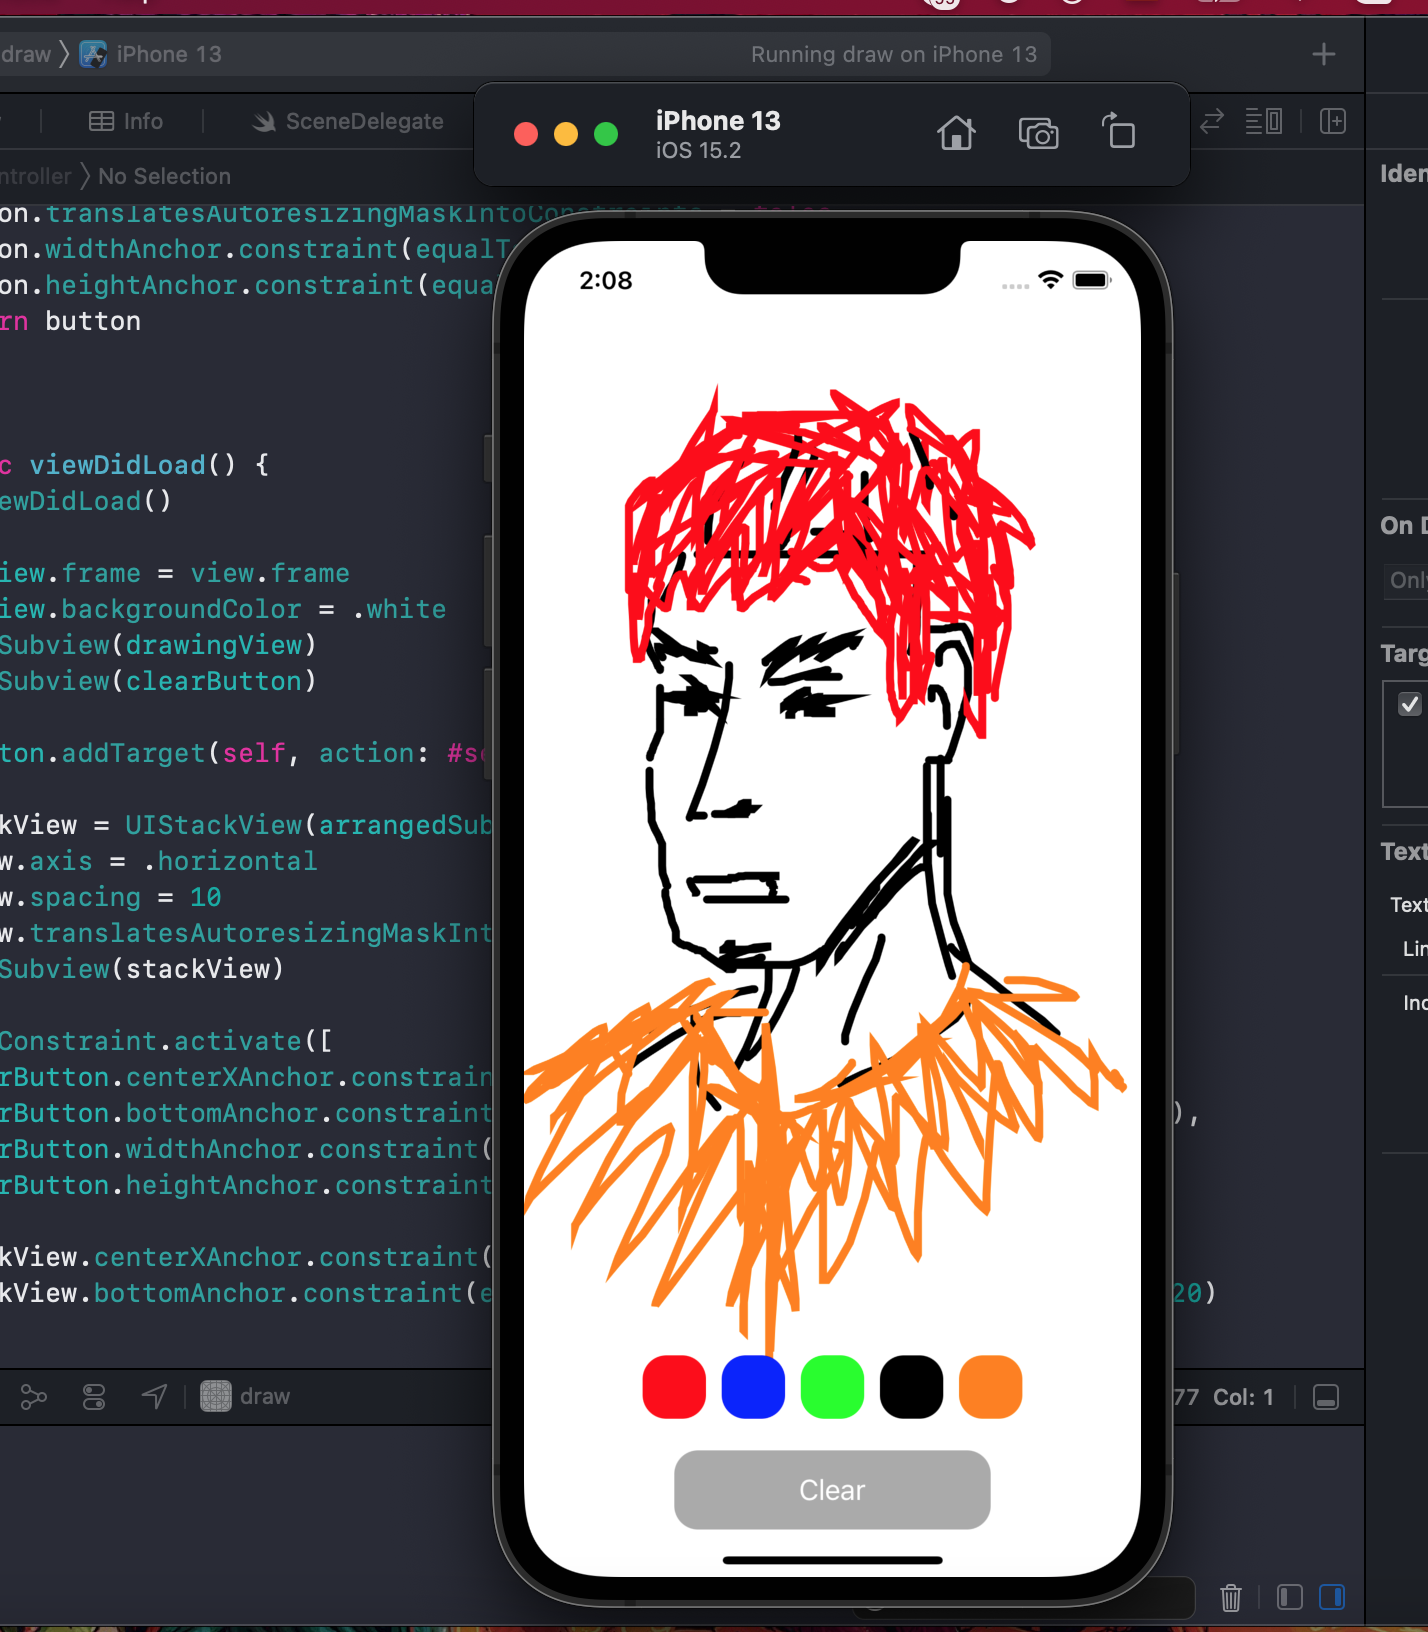 draw 〉 iPhone 13
Running draw on iPhone 13
Info
SceneDelegate
iPhone 13
iOS 15.2
ntroller 〉 No Selection
Iden
on.translatesAutoresizingMaskIntoConstraints = false
on.widthAnchor.constraint(equalT
on.heightAnchor.constraint(equa
rn button
2:08
c viewDidLoad() {
ewDidLoad()
On D
iew.frame = view.frame
Only
iew.backgroundColor = .white
Subview(drawingView)
Targ
Subview(clearButton)
ton.addTarget(self, action: #se
kView = UIStackView(arrangedSub
Text
w.axis = .horizontal
w.spacing = 10
Text
w.translatesAutoresizingMaskInt
Lin
Subview(stackView)
Ind
Constraint.activate([
rButton.centerXAnchor.constrain
rButton.bottomAnchor.constraint
),
rButton.widthAnchor.constraint(
rButton.heightAnchor.constraint
kView.centerXAnchor.constraint(
kView.bottomAnchor.constraint(e
20)
draw
77 Col: 1
Clear